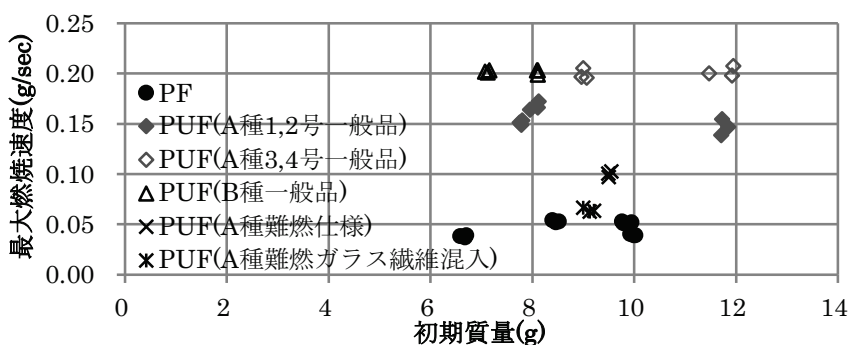 最大燃焼速度(g/sec)
0.25
0.20
0.15
0.10
0.05
0.00
PF
PUF(A種1,2号一般品)
PUF(A種3,4号一般品)
PUF(B種一般品)
PUF(A種難燃仕様)
PUF(A種難燃ガラス繊維混入)
0 2 4 6 8 10 12 14
初期質量(g)